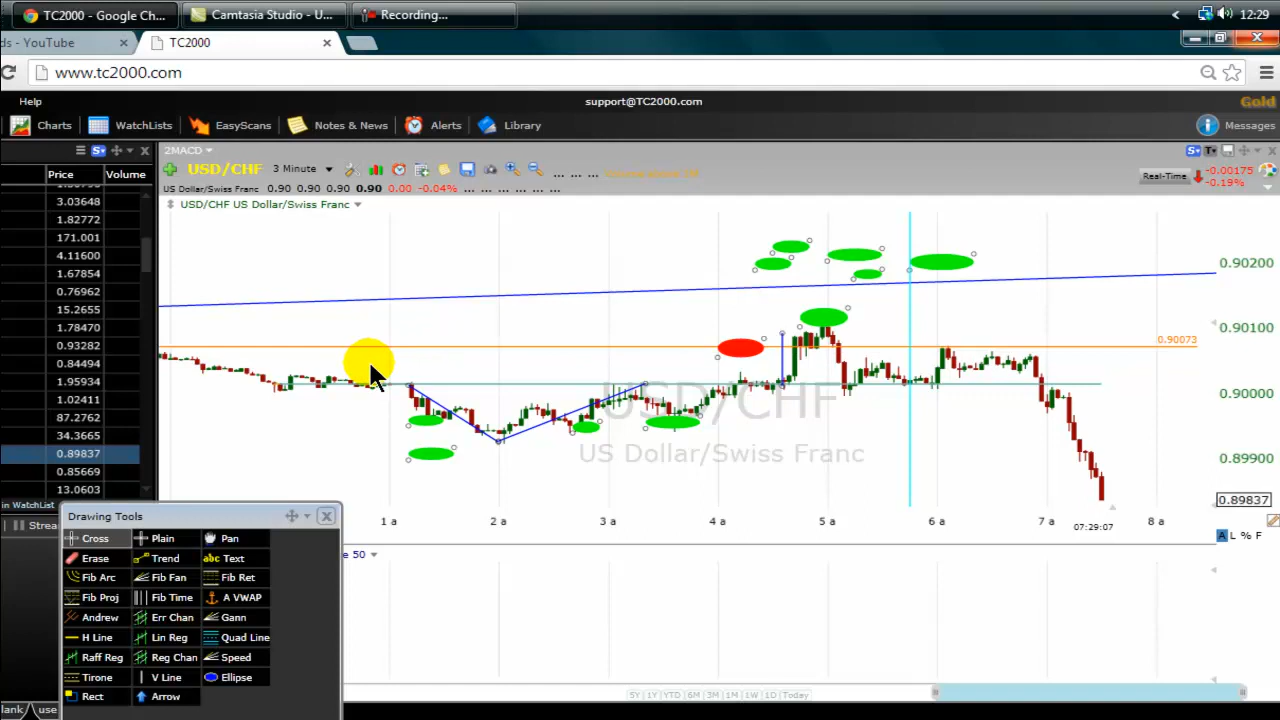 TC2000 - Google Ch...
Camtasia Studio - U...
Recording...
12:29
ds - YouTube
TC2000
www.tc2000.com
Help
support@TC2000.com
Gold
Charts
WatchLists
EasyScans
Notes & News
Alerts
Library
Messages
2MACD
Price Volume
USD/CHF
3 Minute
Real-Time
-0.00175
-0.19%
US Dollar/Swiss Franc 0.90 0.90 0.90 0.90 0.00 -0.04% ... ... ... ... ...
USD/CHF US Dollar/Swiss Franc
3.03648
1.82772
171.001
4.11600
1.67854
0.76962
15.2655
1.78470
0.93282
0.84494
1.95934
1.02411
87.2762
34.3665
0.89837
0.85669
13.0603
0.90200
0.90100
0.90073
0.90000
0.89900
0.89837
USD/CHF
US Dollar/Swiss Franc
1 a 2 a 3 a 4 a 5 a 6 a 7 a 8 a
07:29:07
A L % F
in WatchList
Strea
Drawing Tools
e 50
Cross Plain Pan
Erase Trend abc Text
Fib Arc Fib Fan Fib Ret
Fib Proj Fib Time A VWAP
Andrew Err Chan Gann
H Line Lin Reg Quad Line
Raff Reg Reg Chan Speed
Tirone V Line Ellipse
Rect Arrow
5Y 1Y YTD 6M 3M 1M 1W 1D Today
lank
use